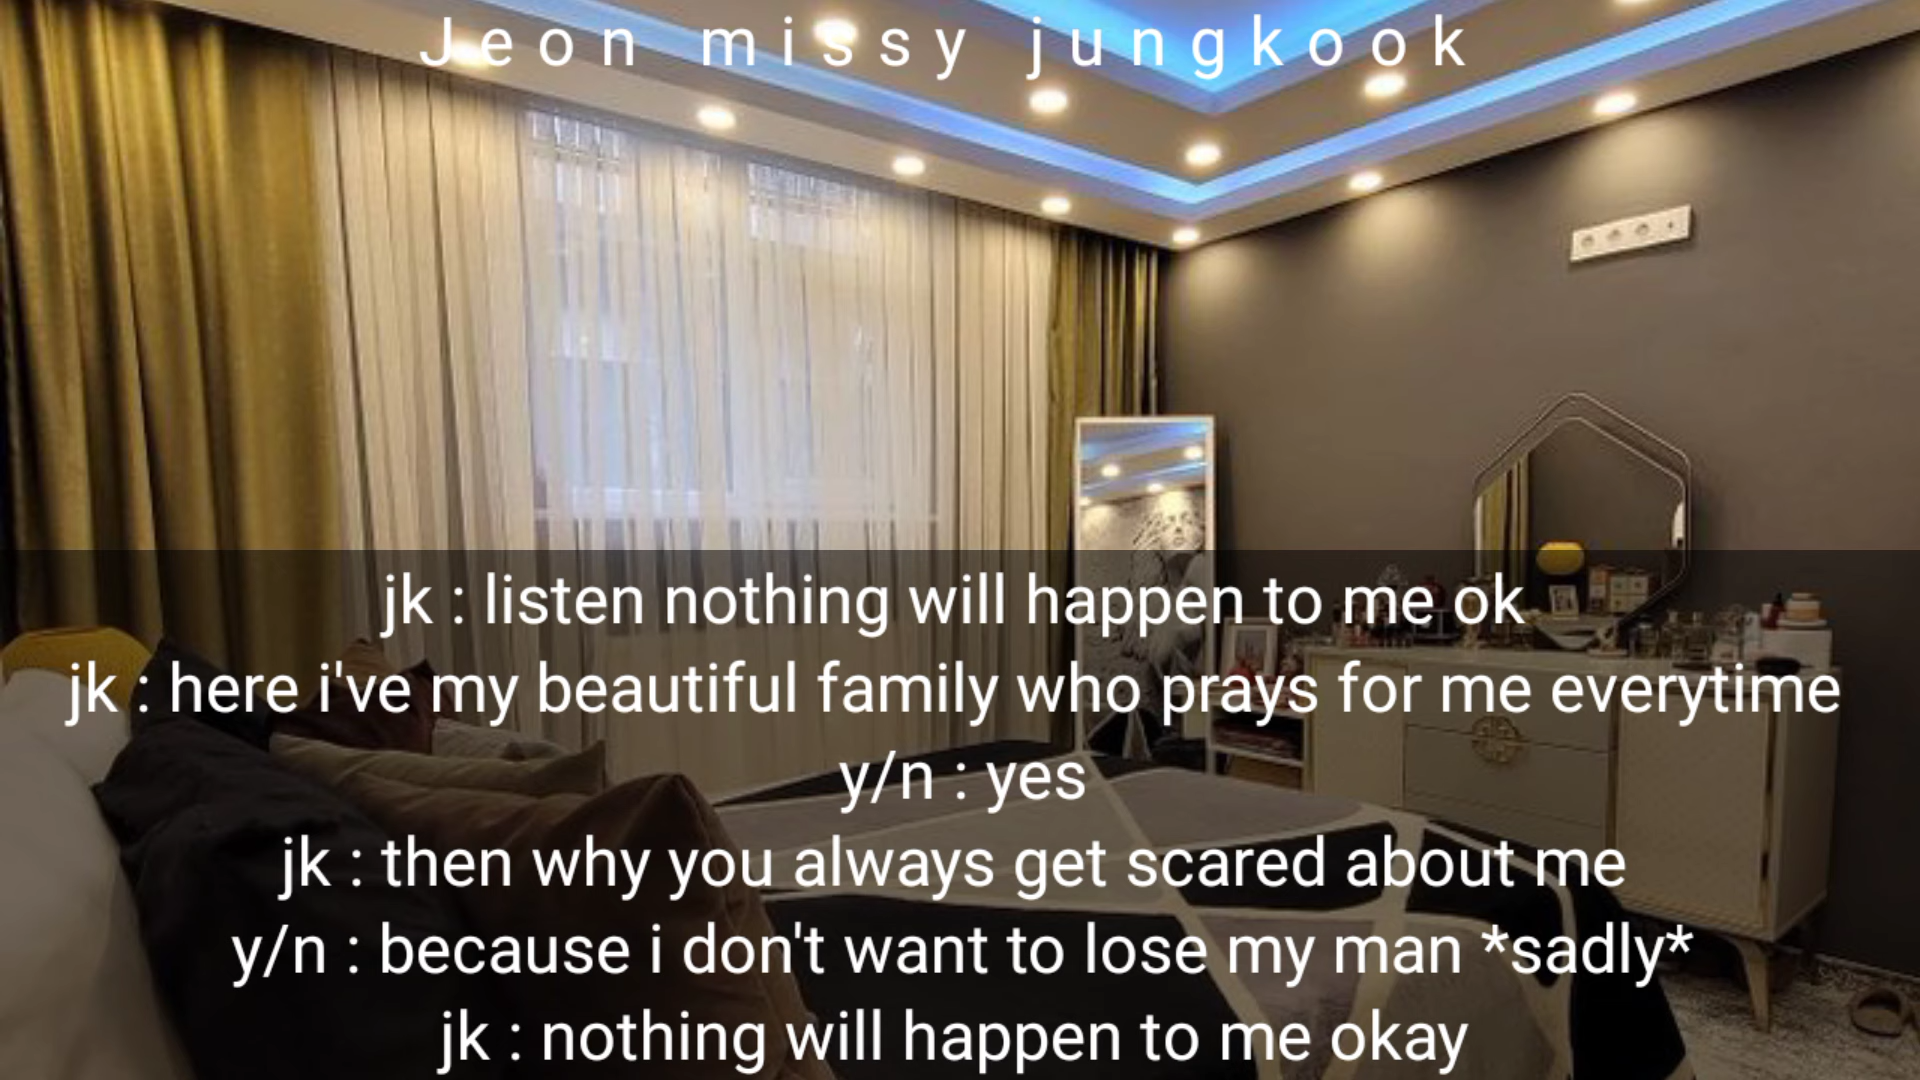 Jeon missy jungkook
jk : listen nothing will happen to me ok
jk : here i've my beautiful family who prays for me everytime
y/n : yes
jk : then why you always get scared about me
y/n : because i don't want to lose my man *sadly*
jk : nothing will happen to me okay